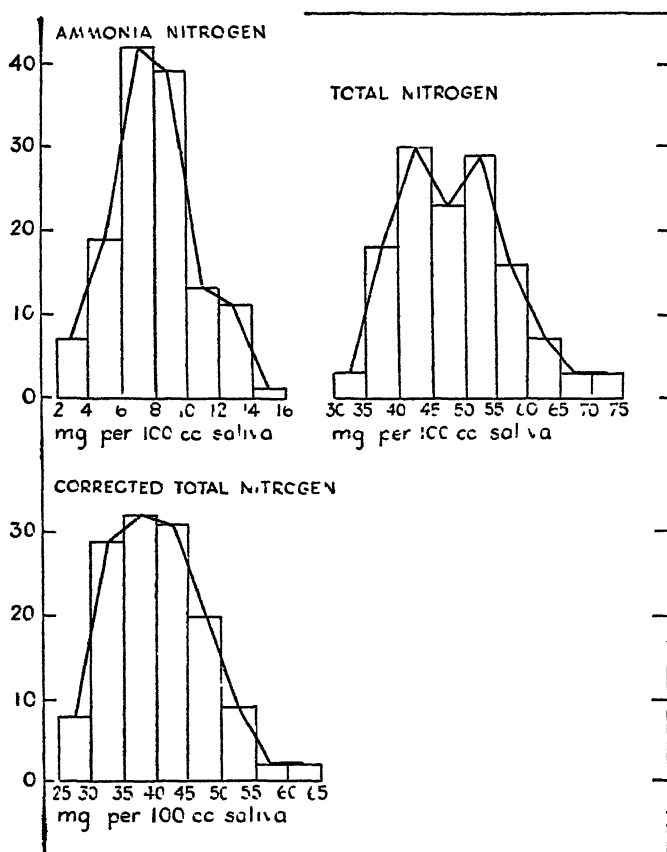 AMMONIA NITROGEN
40
30
20
10
0
2 4 6 8 10 12 14 16
mg per 100 cc saliva
TOTAL NITROGEN
30 35 40 45 50 55 60 65 70 75
mg per 100 cc saliva
CORRECTED TOTAL NITROGEN
30
20
10
0
25 30 35 40 45 50 55 60 65
mg per 100 cc saliva